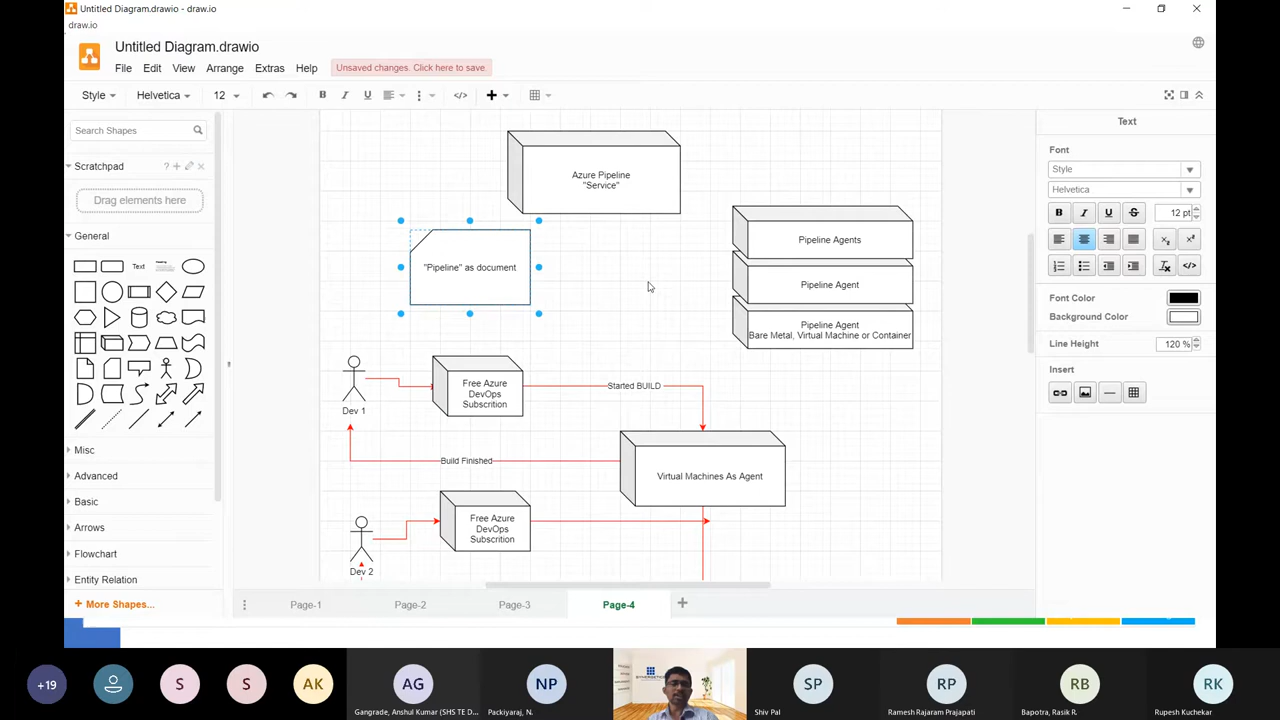 Untitled Diagram.drawio - draw.io
draw.io
Untitled Diagram.drawio
File Edit View Arrange Extras Help Unsaved changes. Click here to save.
Style Helvetica 12 B I U
Search Shapes
Scratchpad
Drag elements here
General
Text
Misc
Advanced
Basic
Arrows
Flowchart
Entity Relation
+ More Shapes...
Azure Pipeline
"Service"
"Pipeline" as document
Pipeline Agents
Pipeline Agent
Pipeline Agent
Bare Metal, Virtual Machine or Container
Dev 1
Free Azure
DevOps
Subscrition
Started BUILD
Build Finished
Virtual Machines As Agent
Free Azure
DevOps
Subscrition
Dev 2
Page-1 Page-2 Page-3 Page-4
Text
Font
Style
Helvetica
B I U S 12 pt
Font Color
Background Color
Line Height 120 %
Insert
+19 S S AK AG NP SP RP RB RK
Gangrade, Anshul Kumar (SHS TE D... Packiyaraj, N. Shiv Pal Ramesh Rajaram Prajapati Bapotra, Rasik R. Rupesh Kuchekar